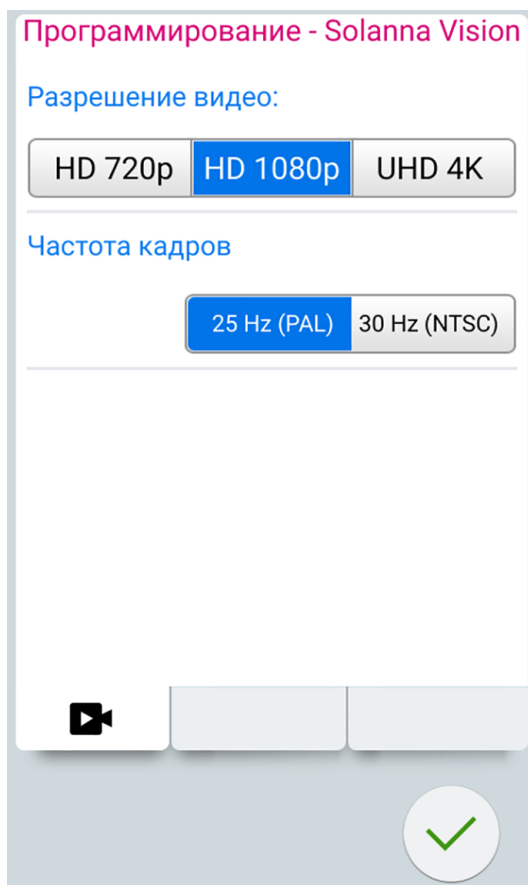 Программирование - Solanna Vision
Разрешение видео:
HD 720p HD 1080p UHD 4K
Частота кадров
25 Hz (PAL) 30 Hz (NTSC)